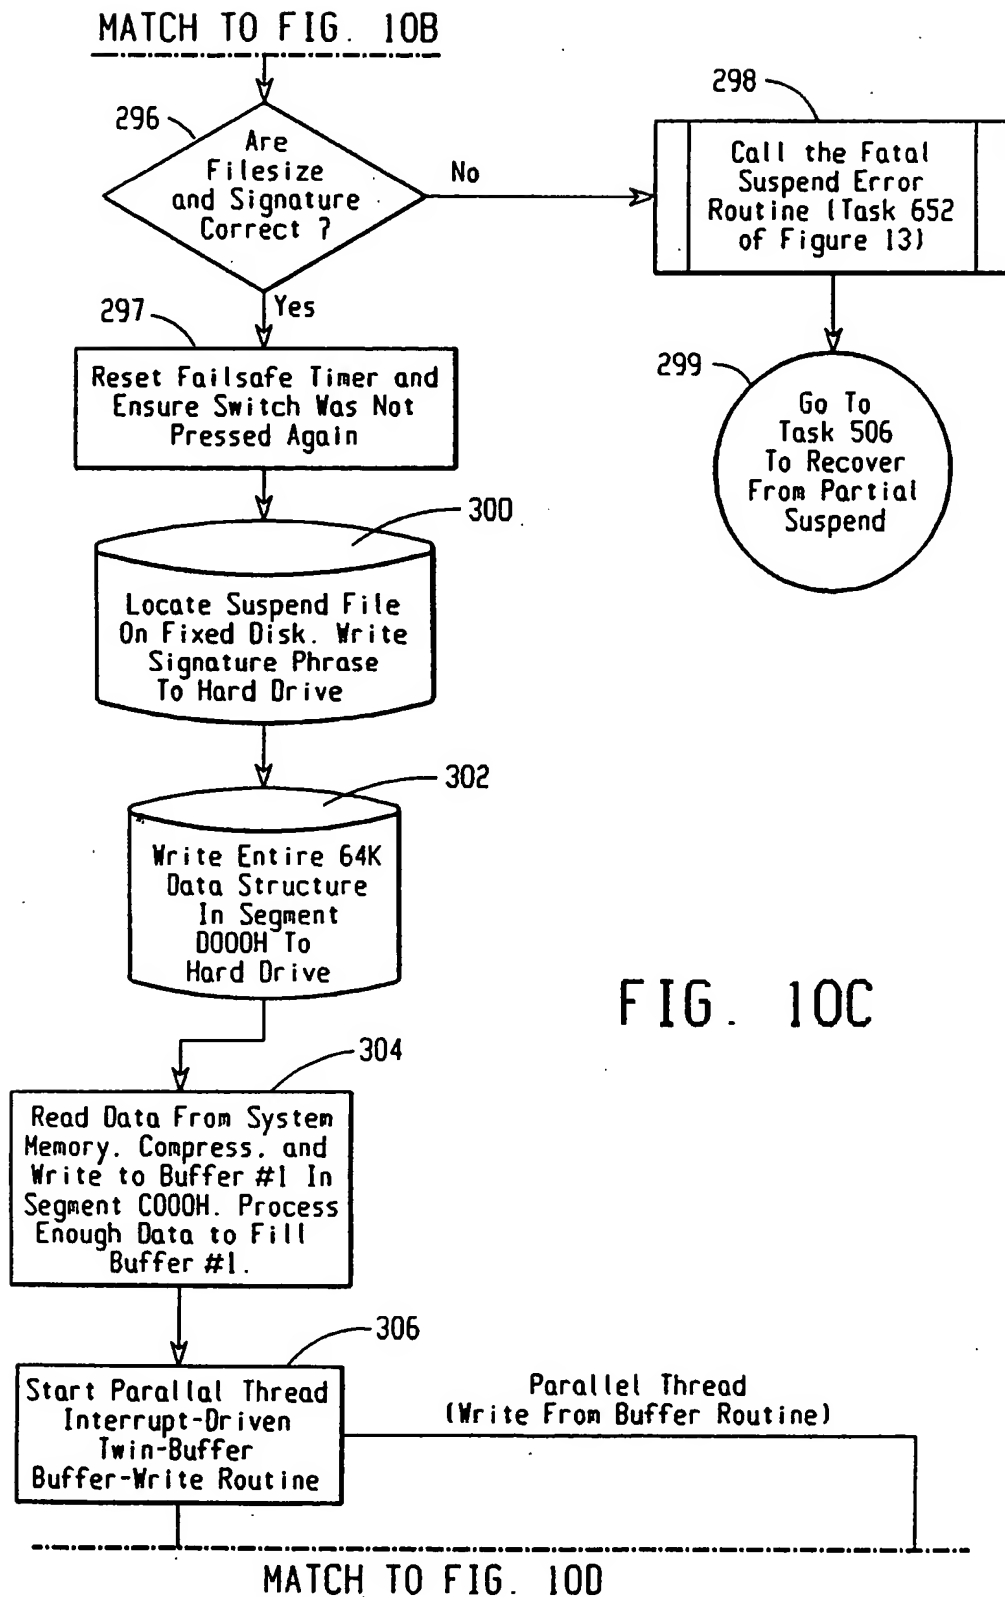 MATCH TO FIG. 10B
296
Are
Filesize
and Signature
Correct ?
No
298
Call the Fatal
Suspend Error
Routine (Task 652
of Figure 13)
Yes
297
Reset Failsafe Timer and
Ensure Switch Was Not
Pressed Again
299
Go To
Task 506
To Recover
From Partial
Suspend
300
Locate Suspend File
On Fixed Disk. Write
Signature Phrase
To Hard Drive
302
Write Entire 64K
Data Structure
In Segment
D000H To
Hard Drive
FIG. 10C
304
Read Data From System
Memory, Compress, and
Write to Buffer #1 In
Segment C000H. Process
Enough Data to Fill
Buffer #1.
306
Start Parallal Thread
Interrupt-Driven
Twin-Buffer
Buffer-Write Routine
Parallel Thread
(Write From Buffer Routine)
MATCH TO FIG. 10D